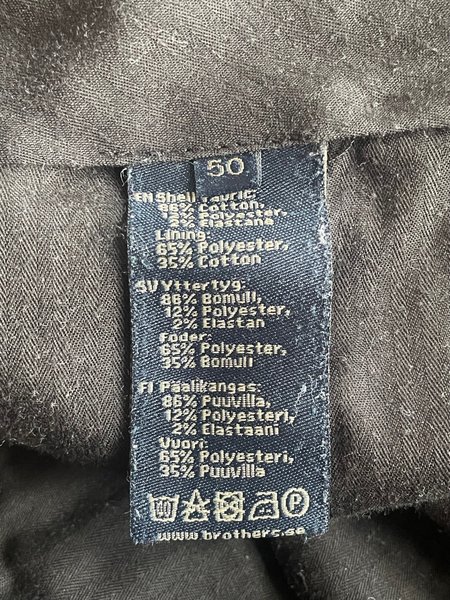 50
EN Shell Fabric:
86% Cotton,
12% Polyester,
2% Elastane
Lining:
65% Polyester,
35% Cotton
SV Yttertyg:
86% Bomull,
12% Polyester,
2% Elastan
Foder:
65% Polyester,
35% Bomull
FI Päälikangas:
86% Puuvilla,
12% Polyesteri,
2% Elastaani
Vuori:
65% Polyesteri,
35% Puuvilla
40 P
www.brothers.se